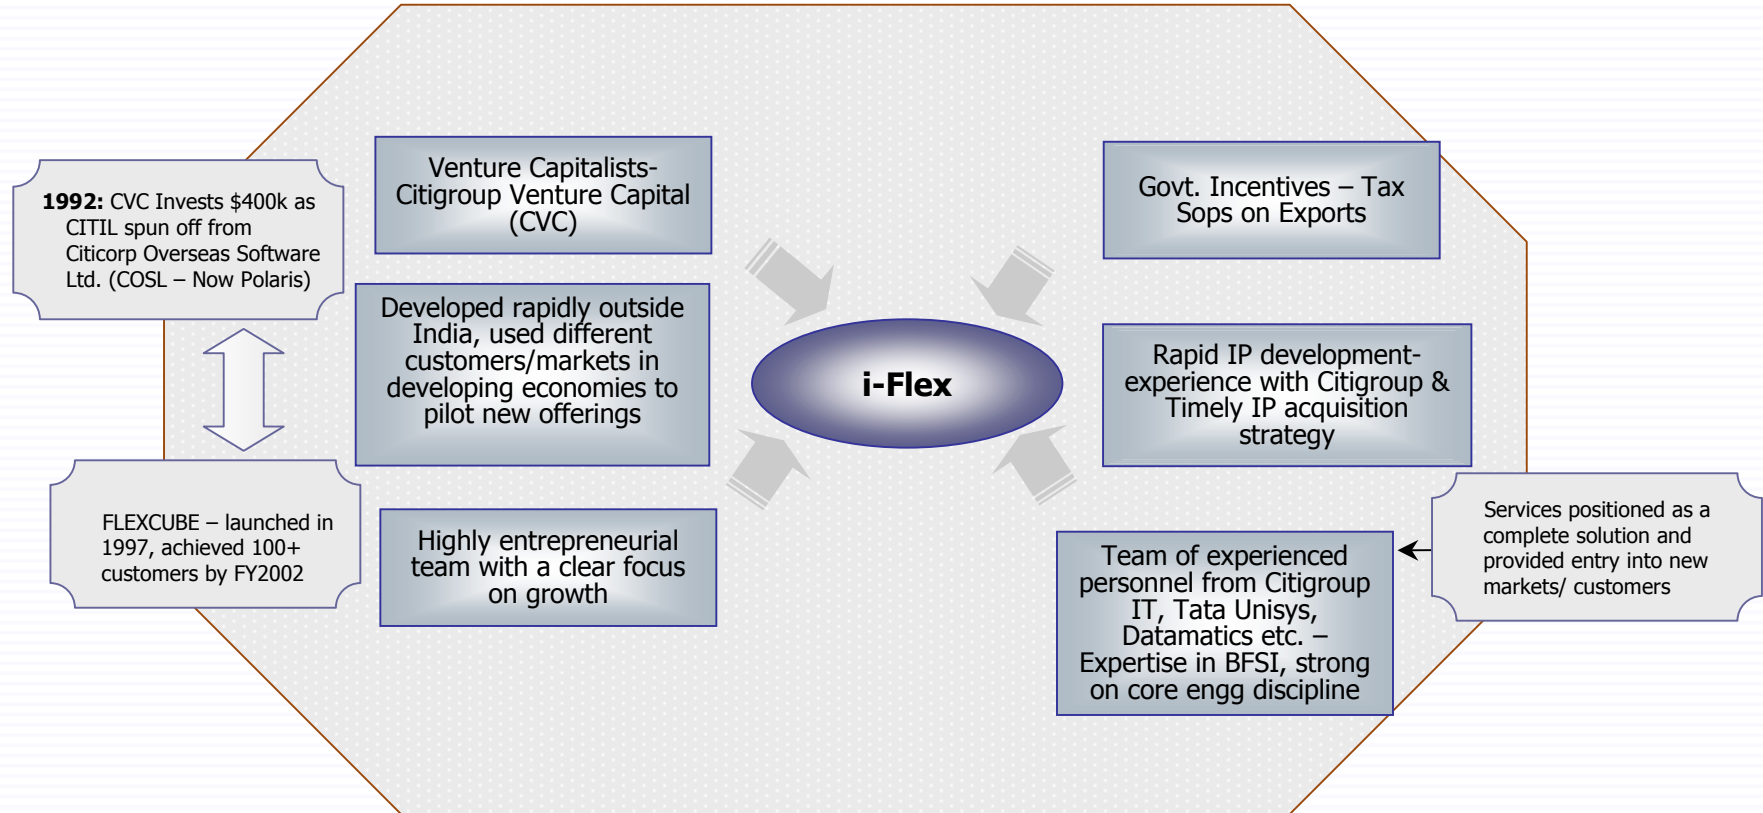 1992: CVC Invests $400k as
CITIL spun off from
Citicorp Overseas Software
Ltd. (COSL – Now Polaris)
FLEXCUBE – launched in
1997, achieved 100+
customers by FY2002
Venture Capitalists-
Citigroup Venture Capital
(CVC)
Developed rapidly outside
India, used different
customers/markets in
developing economies to
pilot new offerings
Highly entrepreneurial
team with a clear focus
on growth
i-Flex
Govt. Incentives – Tax
Sops on Exports
Rapid IP development-
experience with Citigroup &
Timely IP acquisition
strategy
Team of experienced
personnel from Citigroup
IT, Tata Unisys,
Datamatics etc. –
Expertise in BFSI, strong
on core engg discipline
Services positioned as a
complete solution and
provided entry into new
markets/ customers